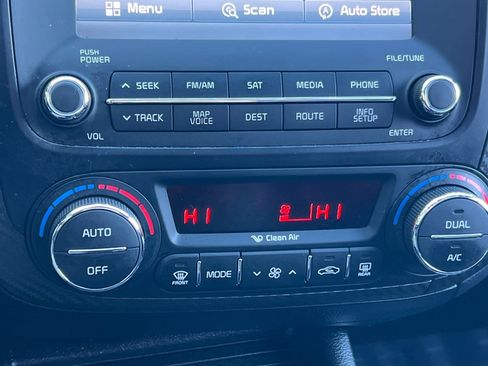 Menu Scan Auto Store
PUSH POWER FILE/TUNE
SEEK FM/AM SAT MEDIA PHONE
TRACK MAP VOICE DEST ROUTE INFO SETUP
VOL ENTER
HI HI
AUTO DUAL
Clean Air
OFF A/C
MODE
FRONT REAR